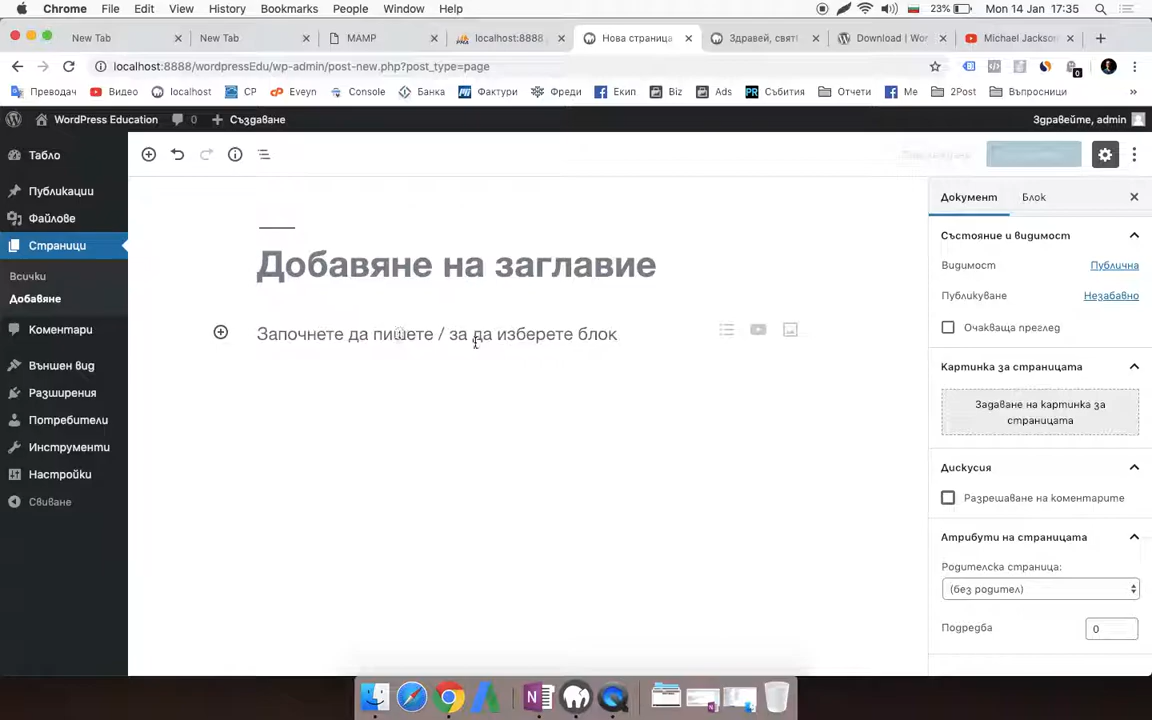 Chrome File Edit View History Bookmarks People Window Help 23% Mon 14 Jan 17:35
New Tab New Tab MAMP localhost:8888 Нова страница Здравей, свят Download | Wor Michael Jackson
localhost:8888/wordpressEdu/wp-admin/post-new.php?post_type=page
Преводач Видео localhost CP Eveyn Console Банка Фактури Фреди Екип Biz Ads Събития Отчети Me 2Post Въпросници
WordPress Education 0 Създаване Здравейте, admin
Табло
Публикации
Файлове
Страници
Всички
Добавяне
Коментари
Външен вид
Разширения
Потребители
Инструменти
Настройки
Свиване
Добавяне на заглавие
Започнете да пишете / за да изберете блок
Документ Блок
Състояние и видимост
Видимост Публична
Публикуване Незабавно
Очакваща преглед
Картинка за страницата
Задаване на картинка за
страницата
Дискусия
Разрешаване на коментарите
Атрибути на страницата
Родителска страница:
(без родител)
Подредба 0